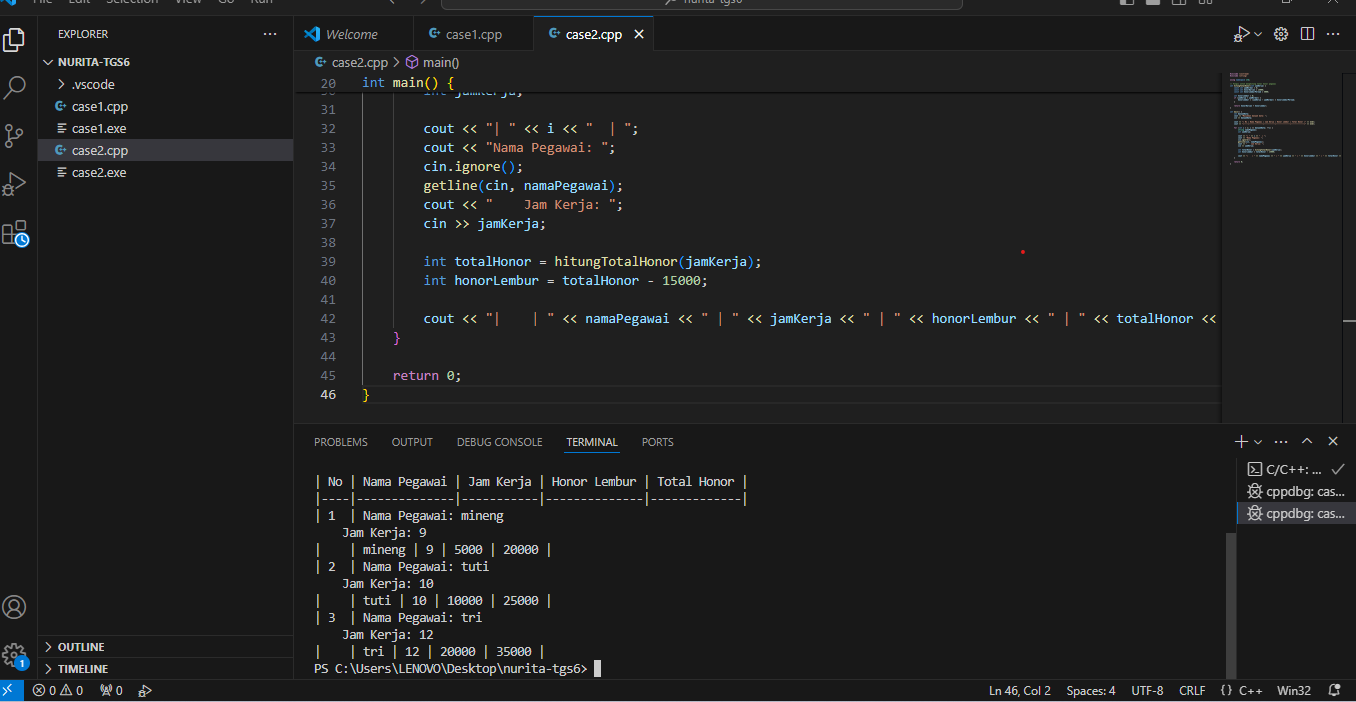 File Edit Selection View Go Run
nurita-tgs6
EXPLORER
Welcome
case1.cpp
case2.cpp
case2.cpp > main()
NURITA-TGS6
.vscode
case1.cpp
case1.exe
case2.cpp
case2.exe
20 int main() {
30 int jamKerja;
31
32 cout << "| " << i << "  | ";
33 cout << "Nama Pegawai: ";
34 cin.ignore();
35 getline(cin, namaPegawai);
36 cout << "    Jam Kerja: ";
37 cin >> jamKerja;
38
39 int totalHonor = hitungTotalHonor(jamKerja);
40 int honorLembur = totalHonor - 15000;
41
42 cout << "|    | " << namaPegawai << " | " << jamKerja << " | " << honorLembur << " | " << totalHonor <<
43 }
44
45 return 0;
46 }
PROBLEMS OUTPUT DEBUG CONSOLE TERMINAL PORTS
| No | Nama Pegawai | Jam Kerja | Honor Lembur | Total Honor |
|----|--------------|-----------|--------------|-------------|
| 1  | Nama Pegawai: mineng
    Jam Kerja: 9
|    | mineng | 9 | 5000 | 20000 |
| 2  | Nama Pegawai: tuti
    Jam Kerja: 10
|    | tuti | 10 | 10000 | 25000 |
| 3  | Nama Pegawai: tri
    Jam Kerja: 12
|    | tri | 12 | 20000 | 35000 |
PS C:\Users\LENOVO\Desktop\nurita-tgs6>
C/C++: ...
cppdbg: cas...
cppdbg: cas...
OUTLINE
TIMELINE
1
0 0 0
Ln 46, Col 2 Spaces: 4 UTF-8 CRLF {} C++ Win32